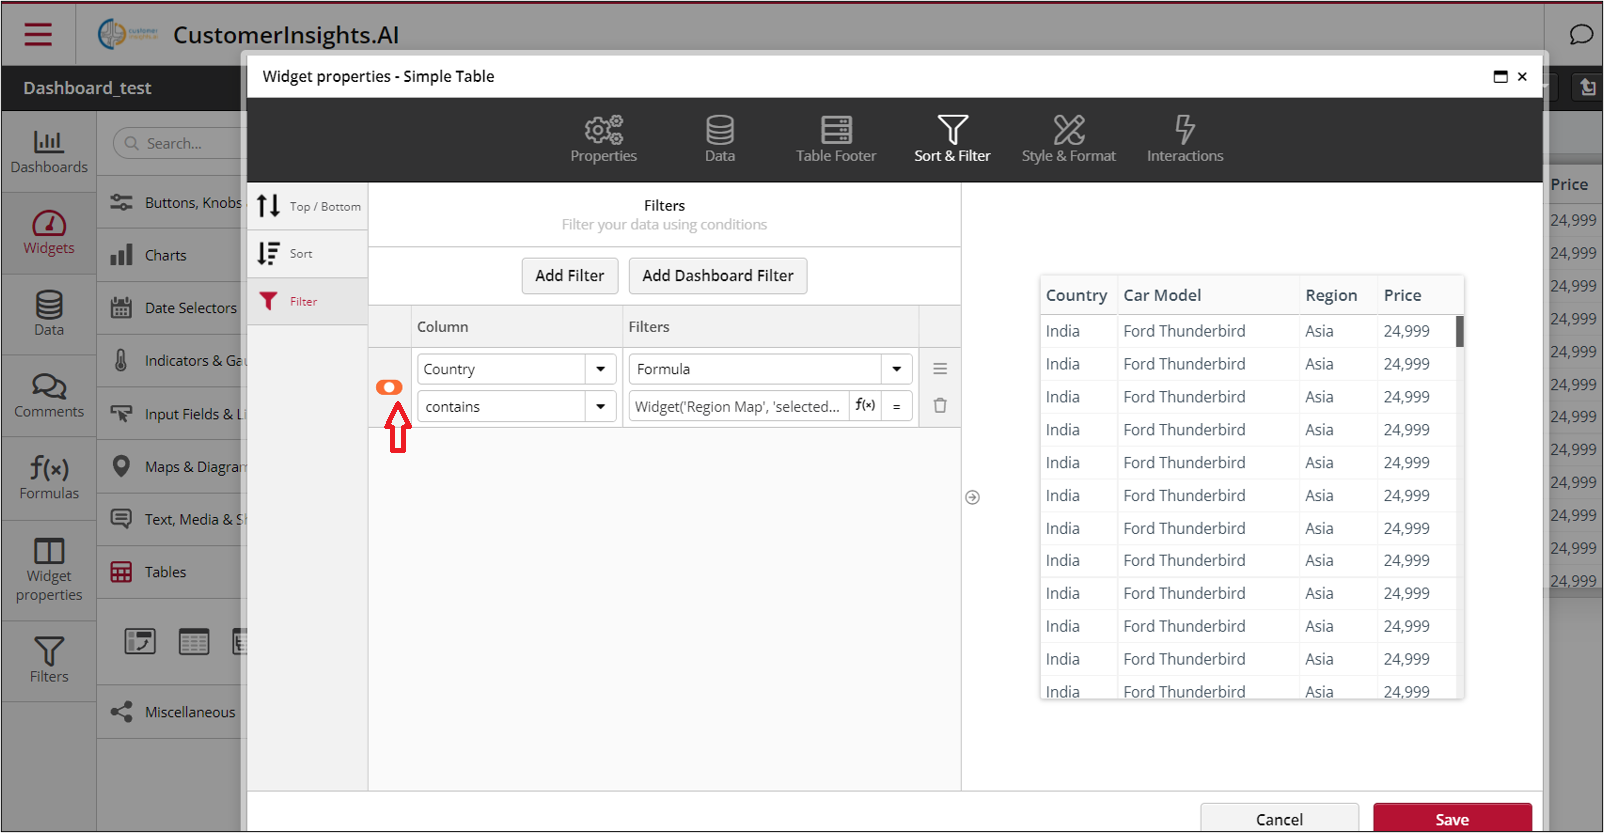 customer
insights.ai
CustomerInsights.AI
Dashboard_test
Widget properties - Simple Table
Properties
Data
Table Footer
Sort & Filter
Style & Format
Interactions
Dashboards
Widgets
Data
Comments
f(x)
Formulas
Widget
properties
Filters
Search...
Buttons, Knobs
Charts
Date Selectors
Indicators & Gau
Input Fields & Li
Maps & Diagram
Text, Media & Sh
Tables
Miscellaneous
Top / Bottom
Sort
Filter
Filters
Filter your data using conditions
Add Filter
Add Dashboard Filter
Column
Filters
Country
Formula
contains
Widget('Region Map', 'selected... f(x) =
Country Car Model Region Price
India Ford Thunderbird Asia 24,999
India Ford Thunderbird Asia 24,999
India Ford Thunderbird Asia 24,999
India Ford Thunderbird Asia 24,999
India Ford Thunderbird Asia 24,999
India Ford Thunderbird Asia 24,999
India Ford Thunderbird Asia 24,999
India Ford Thunderbird Asia 24,999
India Ford Thunderbird Asia 24,999
India Ford Thunderbird Asia 24,999
India Ford Thunderbird Asia 24,999
India Ford Thunderbird Asia 24,999
Price
24,999
24,999
24,999
24,999
24,999
24,999
24,999
24,999
24,999
24,999
24,999
24,999
Cancel
Save